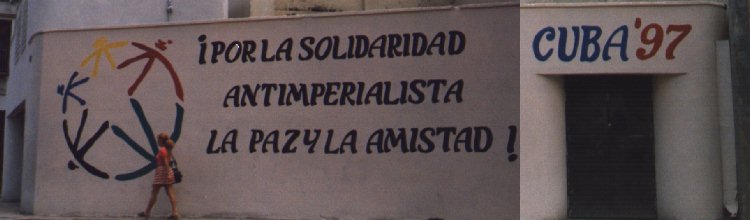 ¡POR LA SOLIDARIDAD
ANTIMPERIALISTA
LA PAZ Y LA AMISTAD!
CUBA'97